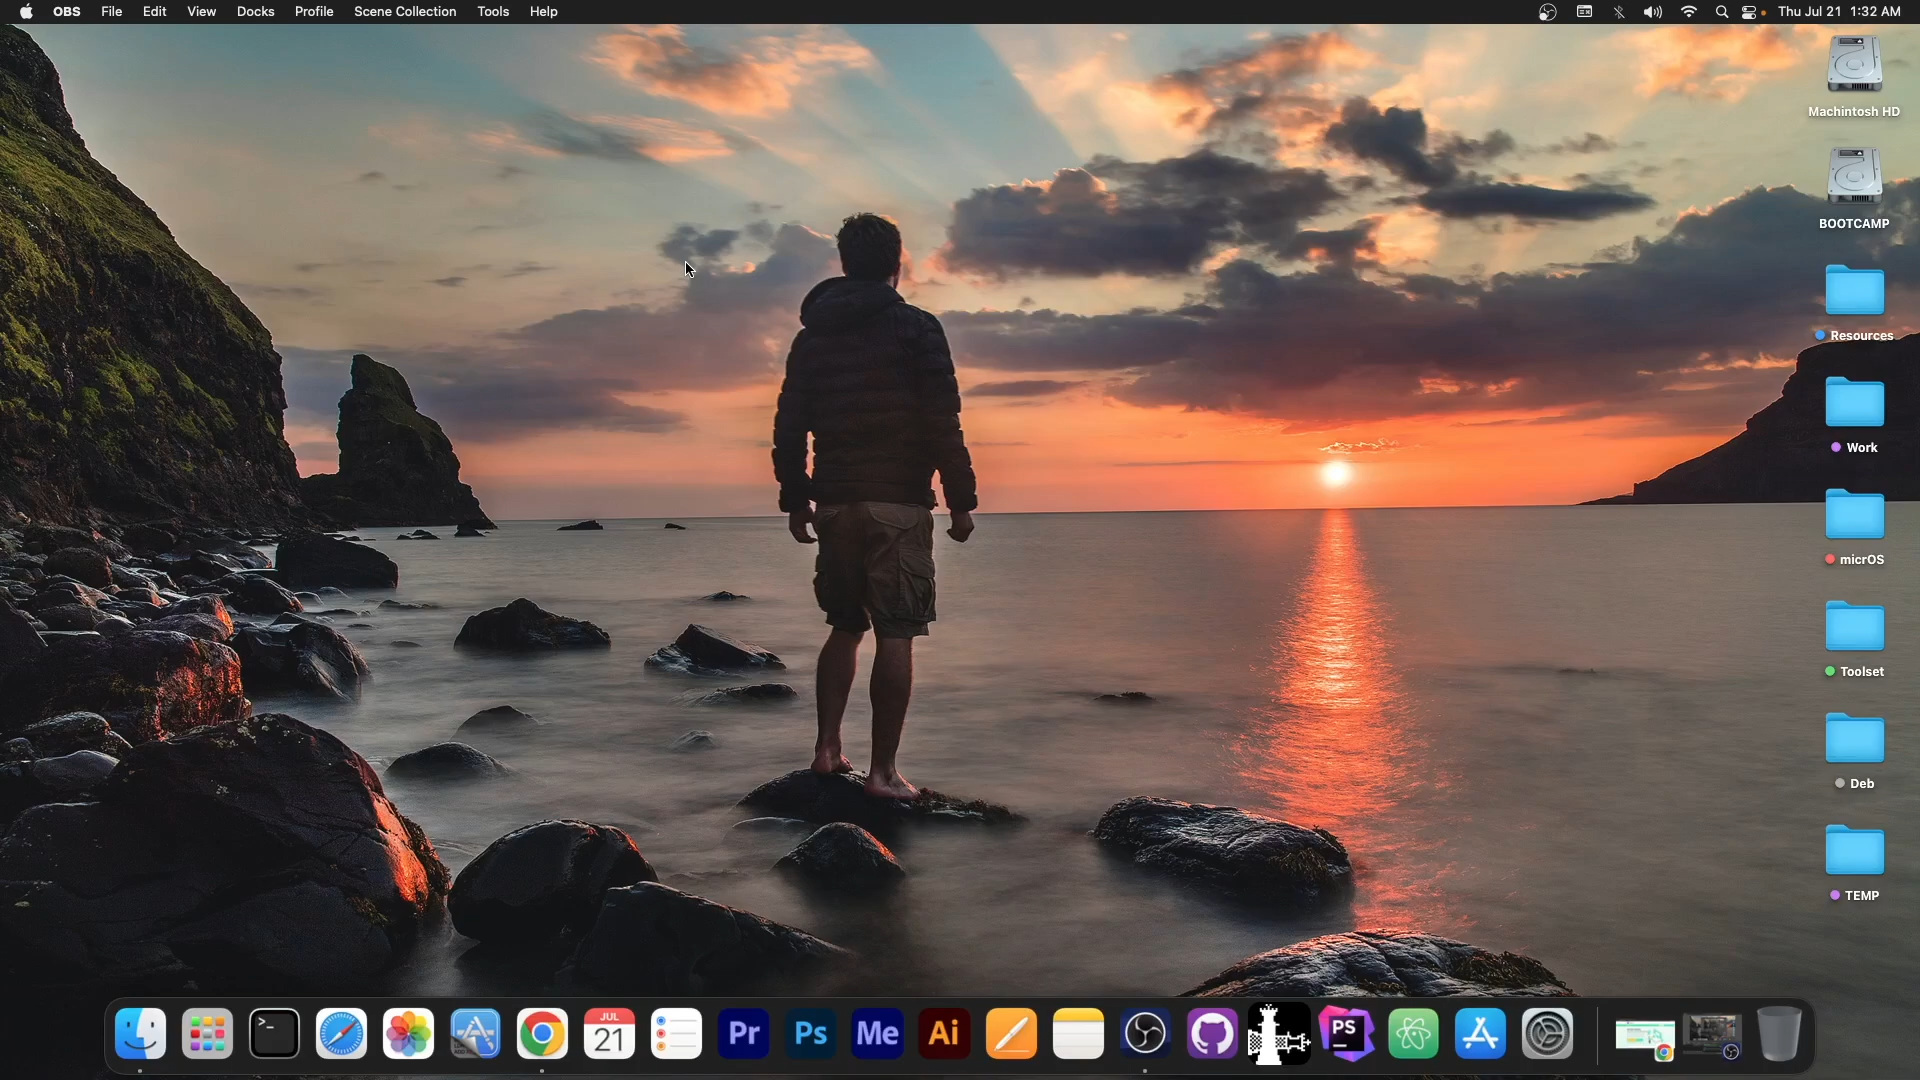 OBS File Edit View Docks Profile Scene Collection Tools Help Thu Jul 21 1:32 AM
Machintosh HD
BOOTCAMP
Resources
Work
micrOS
Toolset
Deb
TEMP
>_ JUL 21 Pr Ps Me Ai PS